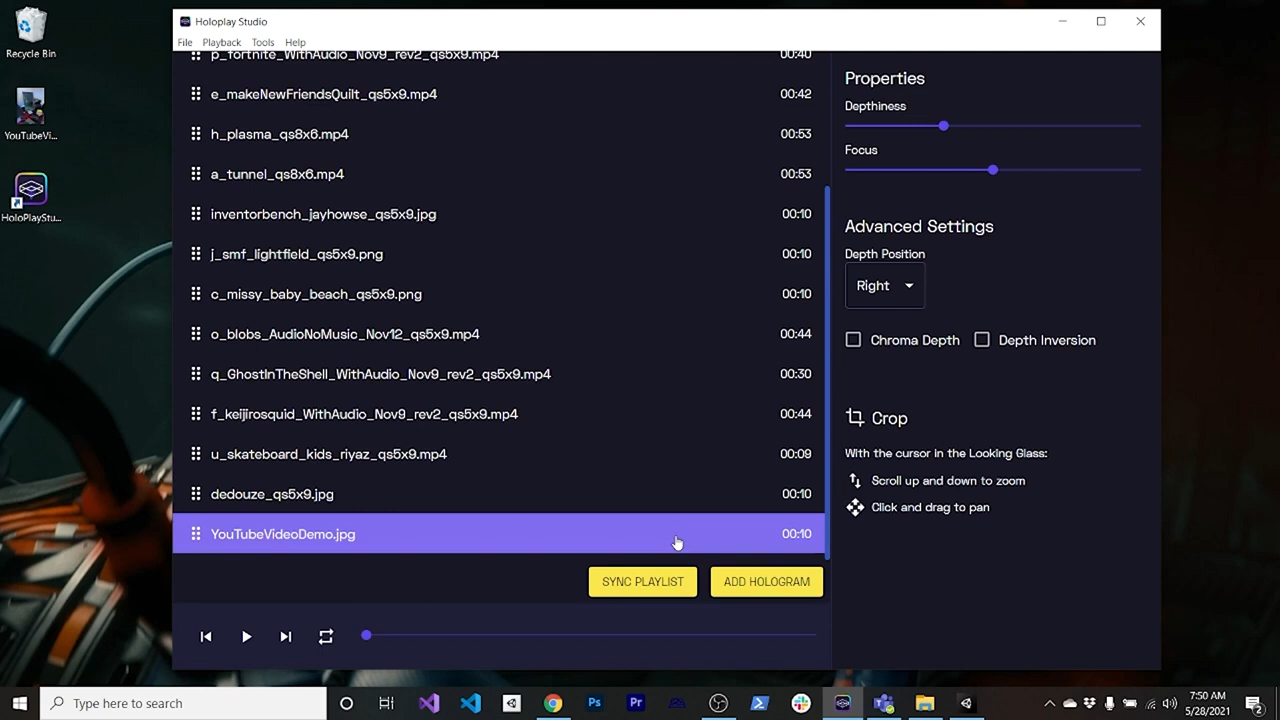 Recycle Bin
YouTubeVi...
HoloPlayStu...
Holoplay Studio
File Playback Tools Help
p_fortnite_WithAudio_Nov9_rev2_qs5x9.mp4 00:40
e_makeNewFriendsQuilt_qs5x9.mp4 00:42
h_plasma_qs8x6.mp4 00:53
a_tunnel_qs8x6.mp4 00:53
inventorbench_jayhowse_qs5x9.jpg 00:10
j_smf_lightfield_qs5x9.png 00:10
c_missy_baby_beach_qs5x9.png 00:10
o_blobs_AudioNoMusic_Nov12_qs5x9.mp4 00:44
q_GhostInTheShell_WithAudio_Nov9_rev2_qs5x9.mp4 00:30
f_keijirosquid_WithAudio_Nov9_rev2_qs5x9.mp4 00:44
u_skateboard_kids_riyaz_qs5x9.mp4 00:09
dedouze_qs5x9.jpg 00:10
YouTubeVideoDemo.jpg 00:10
SYNC PLAYLIST ADD HOLOGRAM
Properties
Depthiness
Focus
Advanced Settings
Depth Position
Right
Chroma Depth Depth Inversion
Crop
With the cursor in the Looking Glass:
Scroll up and down to zoom
Click and drag to pan
Type here to search
Ps
Pr
7:50 AM
5/28/2021
2